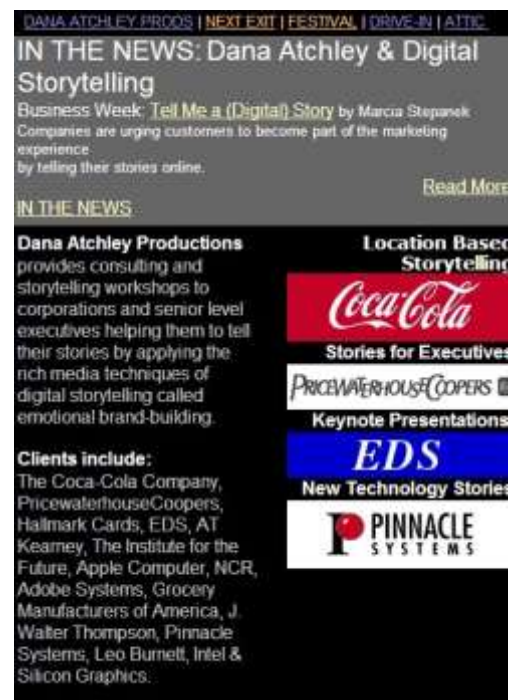 DANA ATCHLEY PRODS | NEXT EXIT | FESTIVAL | DRIVE-IN | ATTIC
IN THE NEWS: Dana Atchley & Digital
Storytelling
Business Week: Tell Me a (Digital) Story by Marcia Stepanek
Companies are urging customers to become part of the marketing
experience
by telling their stories online.
Read More
IN THE NEWS
Dana Atchley Productions
provides consulting and
storytelling workshops to
corporations and senior level
executives helping them to tell
their stories by applying the
rich media techniques of
digital storytelling called
emotional brand-building.
Clients include:
The Coca-Cola Company,
PricewaterhouseCoopers,
Hallmark Cards, EDS, AT
Kearney, The Institute for the
Future, Apple Computer, NCR,
Adobe Systems, Grocery
Manufacturers of America, J.
Walter Thompson, Pinnacle
Systems, Leo Burnett, Intel &
Silicon Graphics.
Location Based
Storytelling
Coca-Cola
Stories for Executives
PRICEWATERHOUSECOOPERS
Keynote Presentations
EDS
New Technology Stories
PINNACLE
SYSTEMS